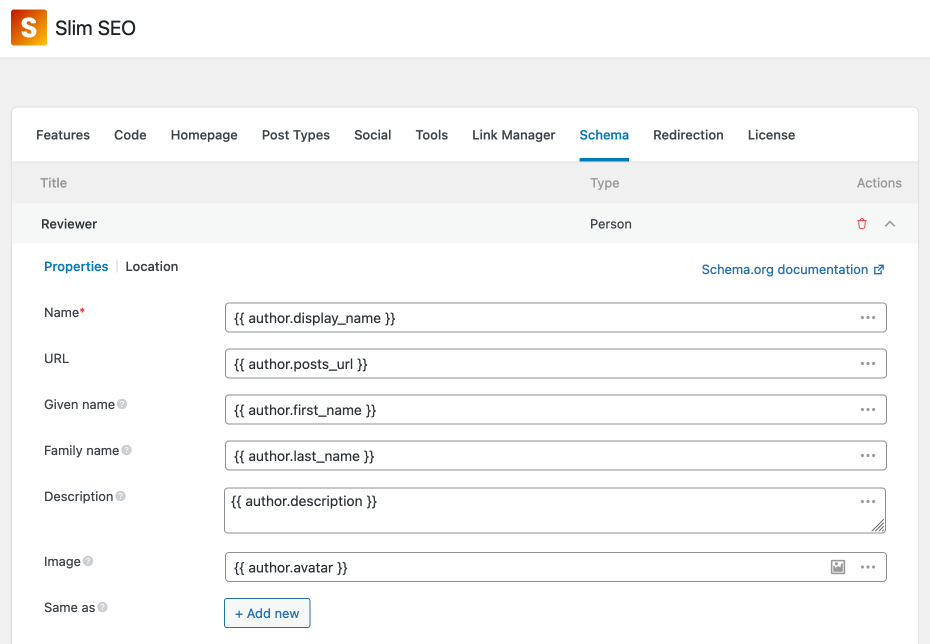 S Slim SEO
Features Code Homepage Post Types Social Tools Link Manager Schema Redirection License
Title Type Actions
Reviewer Person
Properties Location Schema.org documentation
Name* {{ author.display_name }}
URL {{ author.posts_url }}
Given name {{ author.first_name }}
Family name {{ author.last_name }}
Description {{ author.description }}
Image {{ author.avatar }}
Same as + Add new